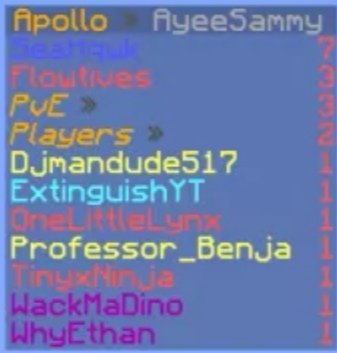 Apollo » AyeeSammy
SeaHquk 7
Flowtives 3
PvE » 3
Players » 2
Djmandude517 1
ExtinguishYT 1
OneLittleLynx 1
Professor_Benja 1
TinyxNinja 1
WackMaDino 1
WhyEthan 1